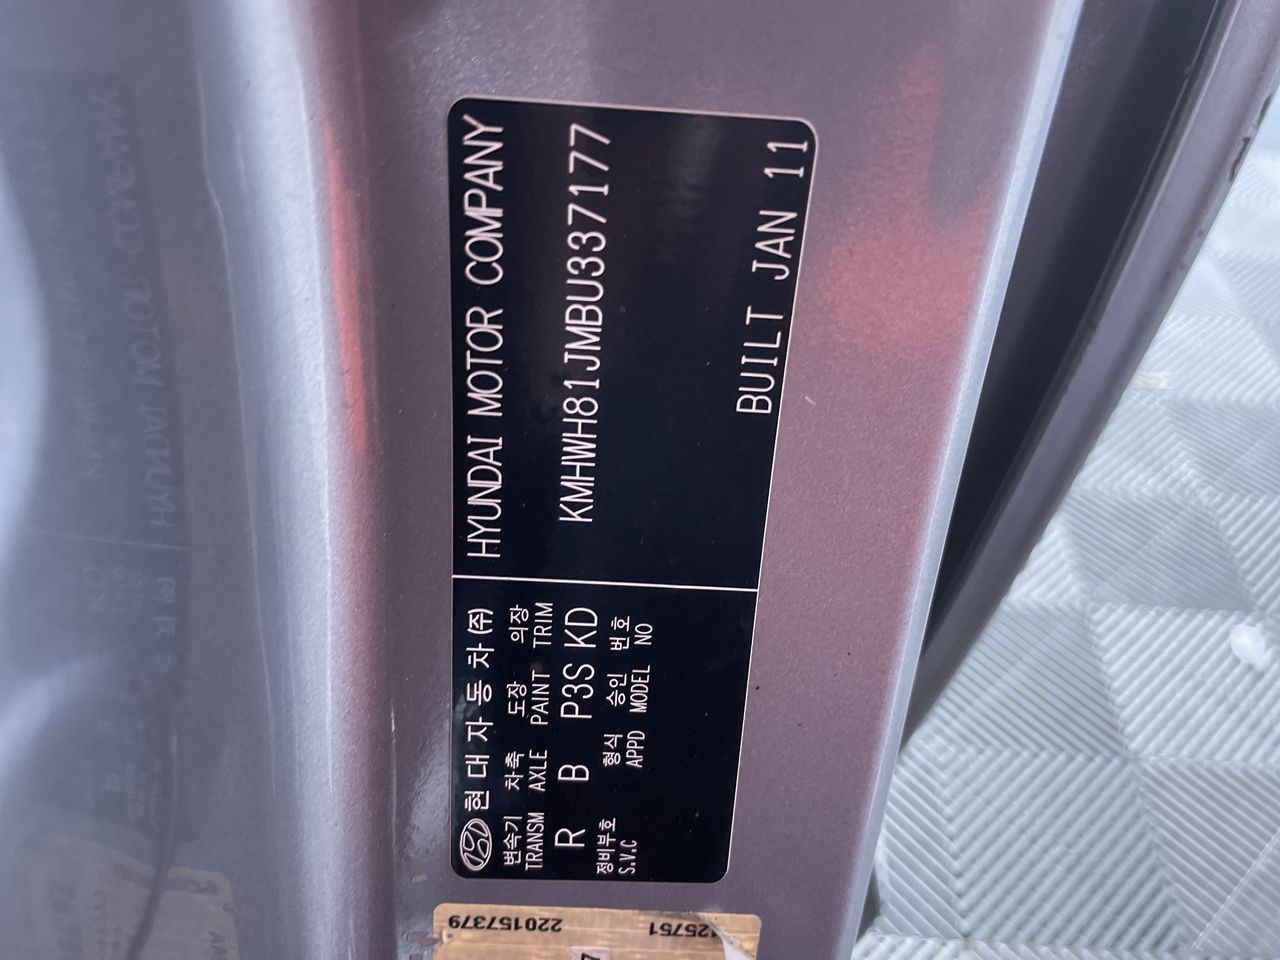 현대자동차(주)
HYUNDAI MOTOR COMPANY
변속기 차축 도장 의장
TRANSM AXLE PAINT TRIM
R B P3S KD
KMHWH81JMBU337177
정비부호 형식 승인 번호
S.V.C APPD MODEL NO
BUILT JAN 11
220157379
125751